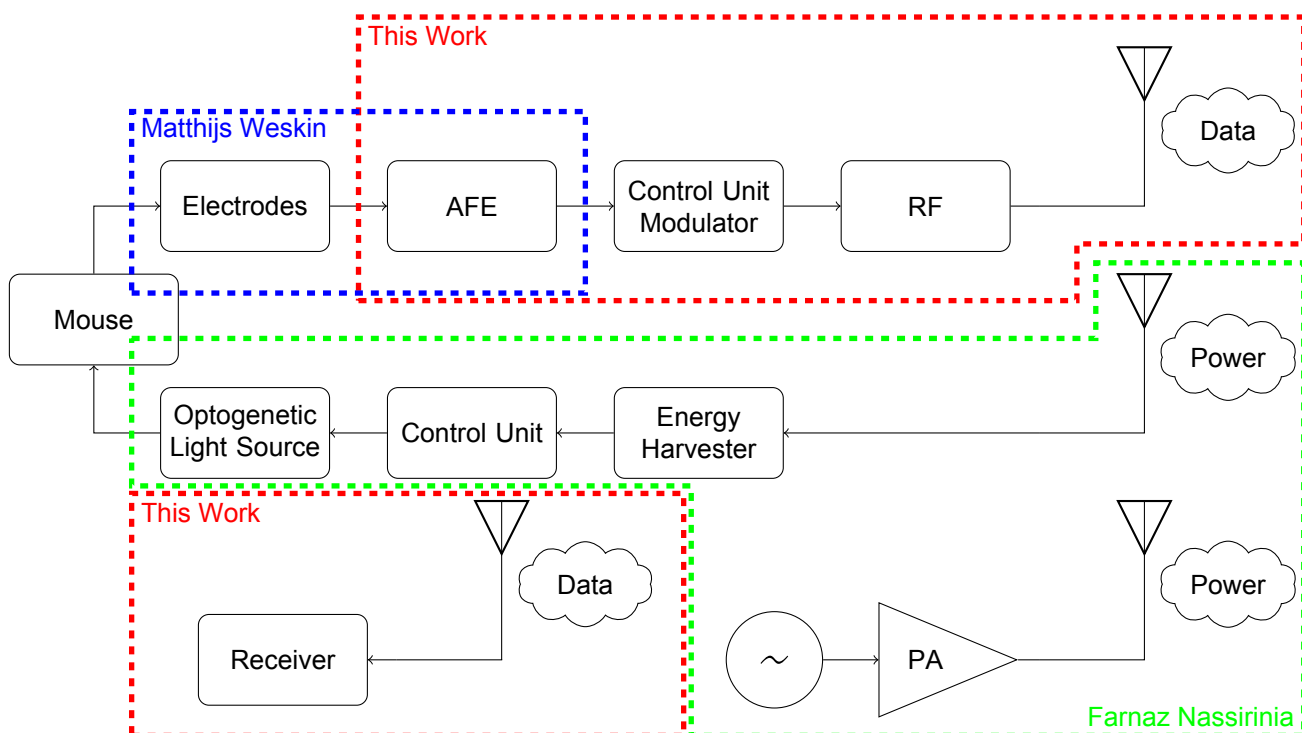 This Work
Matthijs Weskin
Data
Electrodes
AFE
Control Unit
Modulator
RF
Mouse
Power
Optogenetic
Light Source
Control Unit
Energy
Harvester
This Work
Data
Power
Receiver
~
PA
Farnaz Nassirinia